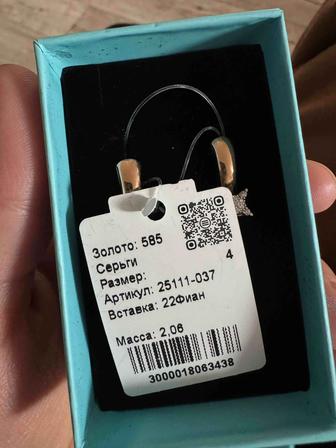 Золото: 585
Серьги
Размер:
4
Артикул: 25111-037
Вставка: 22Фиан
Масса: 2,06
3000018063438